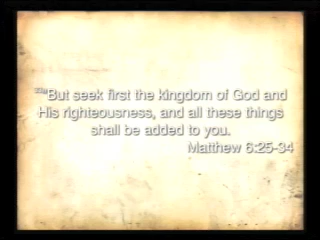 "But seek first the kingdom of God and
His righteousness, and all these things
shall be added to you.
Matthew 6:25-34